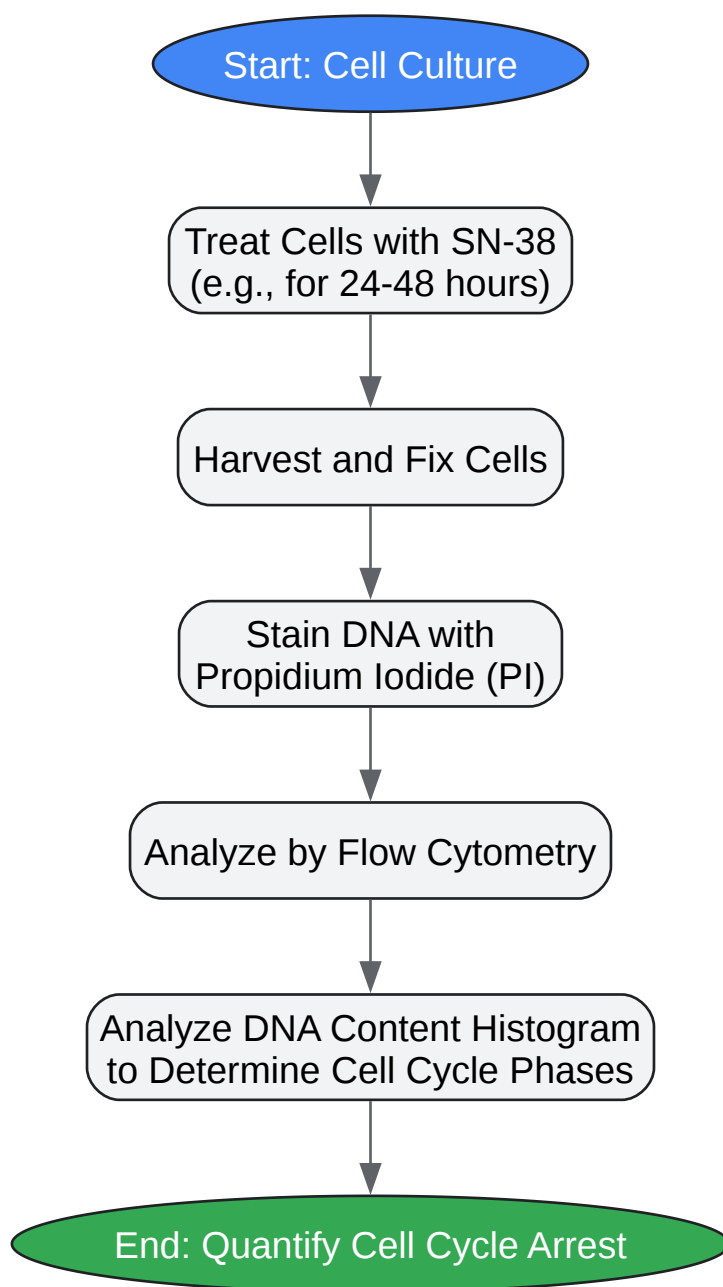 Start: Cell Culture
Treat Cells with SN-38
(e.g., for 24-48 hours)
Harvest and Fix Cells
Stain DNA with
Propidium Iodide (PI)
Analyze by Flow Cytometry
Analyze DNA Content Histogram
to Determine Cell Cycle Phases
End: Quantify Cell Cycle Arrest